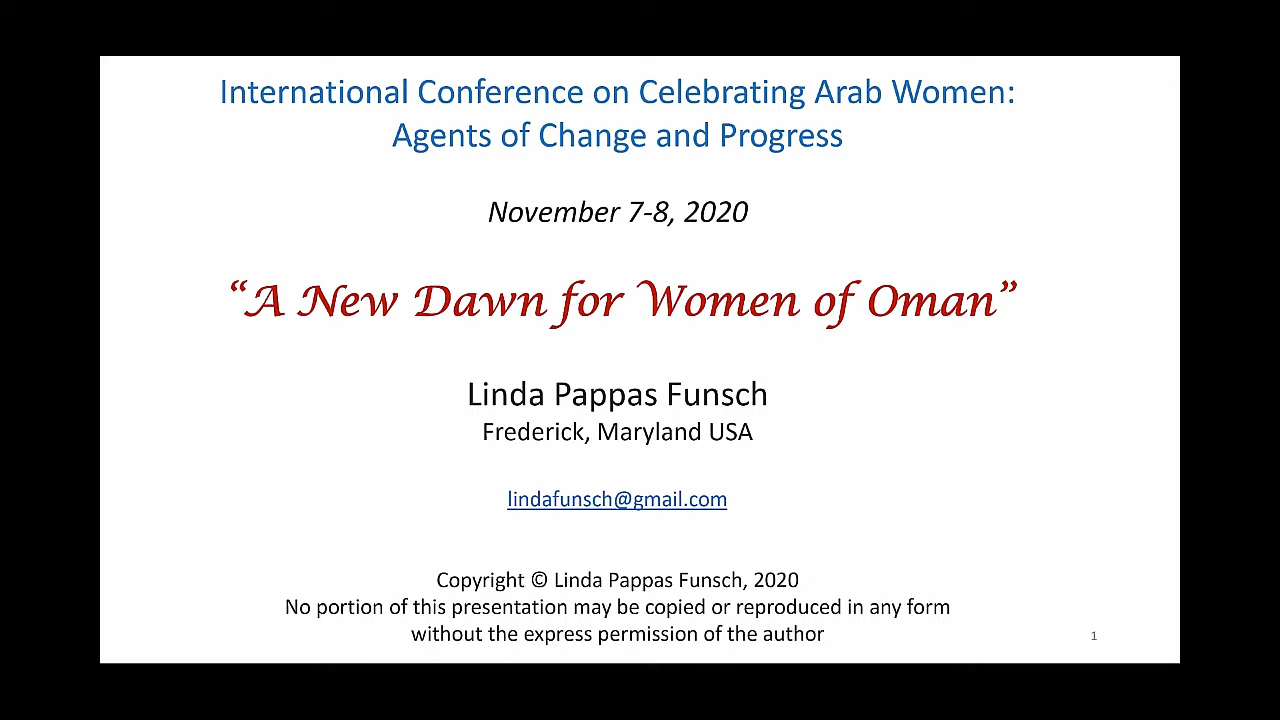 International Conference on Celebrating Arab Women:
Agents of Change and Progress
November 7-8, 2020
“A New Dawn for Women of Oman”
Linda Pappas Funsch
Frederick, Maryland USA
lindafunsch@gmail.com
Copyright © Linda Pappas Funsch, 2020
No portion of this presentation may be copied or reproduced in any form
without the express permission of the author
1